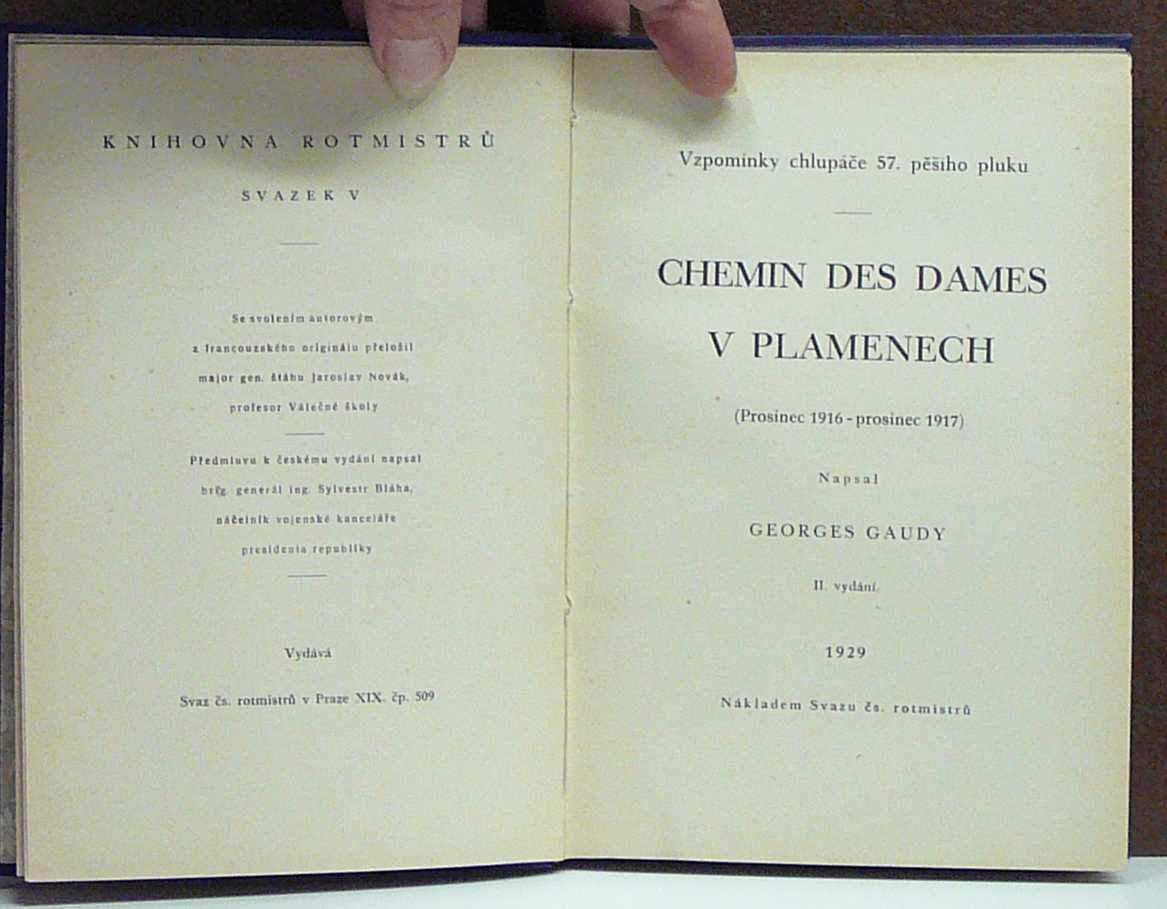 KNIHOVNA ROTMISTRŮ
SVAZEK V
Se svolením autorovým
z francouzského originálu přeložil
major gen. štábu Jaroslav Novák,
profesor Válečné školy
Předmluvu k českému vydání napsal
brig. generál ing. Sylvestr Bláha,
náčelník vojenské kanceláře
presidenta republiky
Vydává
Svaz čs. rotmistrů v Praze XIX. čp. 509
Vzpomínky chlupáče 57. pěšího pluku
CHEMIN DES DAMES
V PLAMENECH
(Prosinec 1916 - prosinec 1917)
Napsal
GEORGES GAUDY
II. vydání.
1929
Nákladem Svazu čs. rotmistrů